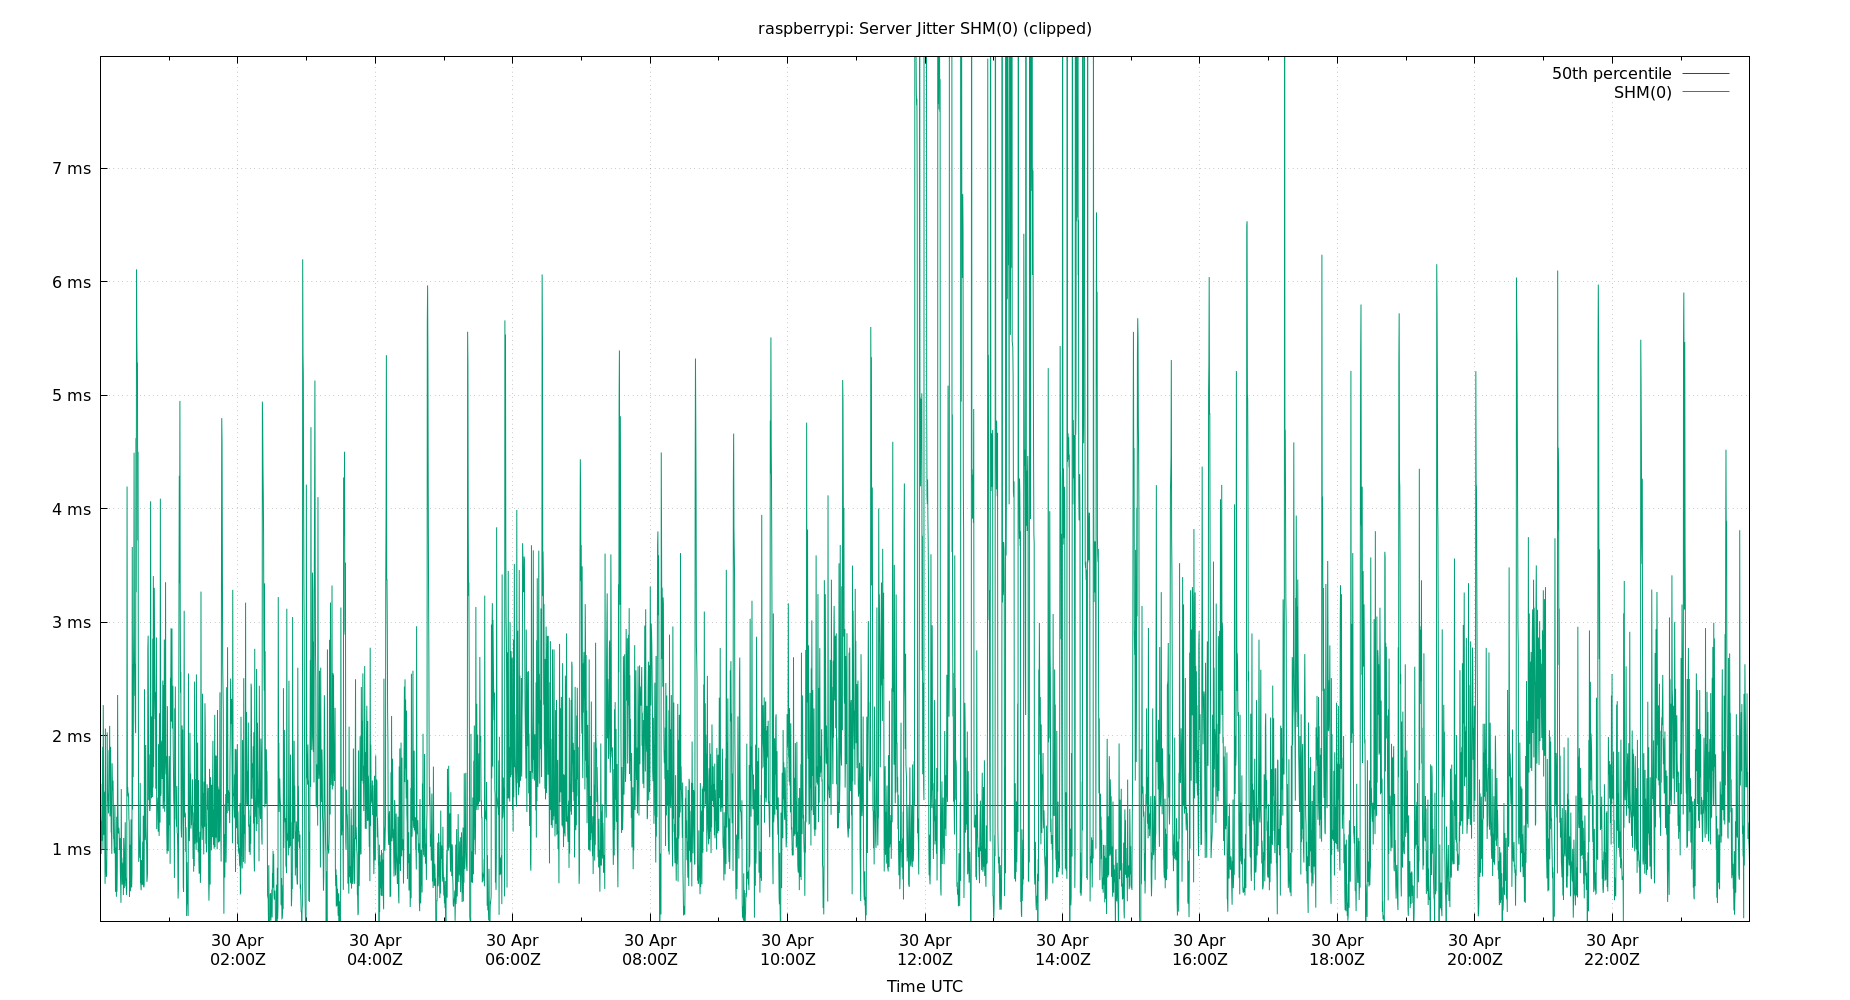 raspberrypi: Server Jitter SHM(0) (clipped)
50th percentile
SHM(0)
7 ms
6 ms
5 ms
4 ms
3 ms
2 ms
1 ms
30 Apr 30 Apr 30 Apr 30 Apr 30 Apr 30 Apr 30 Apr 30 Apr 30 Apr 30 Apr 30 Apr
02:00Z 04:00Z 06:00Z 08:00Z 10:00Z 12:00Z 14:00Z 16:00Z 18:00Z 20:00Z 22:00Z
Time UTC